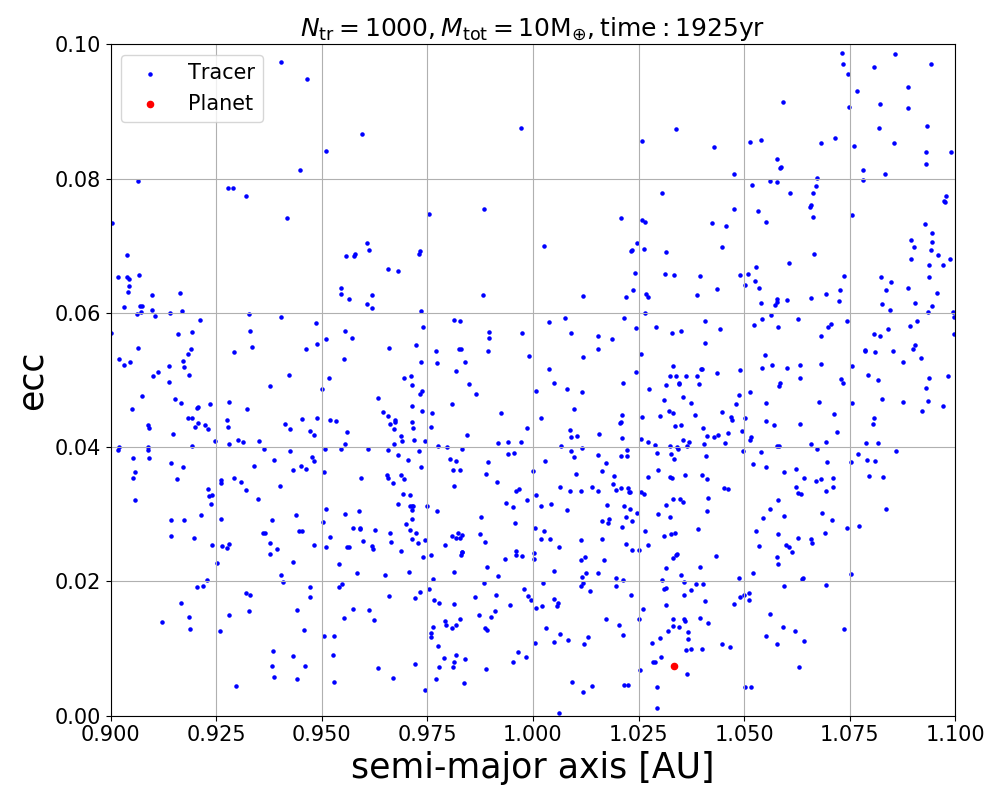 N_tr = 1000, M_tot = 10M_⊕, time : 1925yr
Tracer
Planet
ecc
0.10
0.08
0.06
0.04
0.02
0.00
0.900 0.925 0.950 0.975 1.000 1.025 1.050 1.075 1.100
semi-major axis [AU]